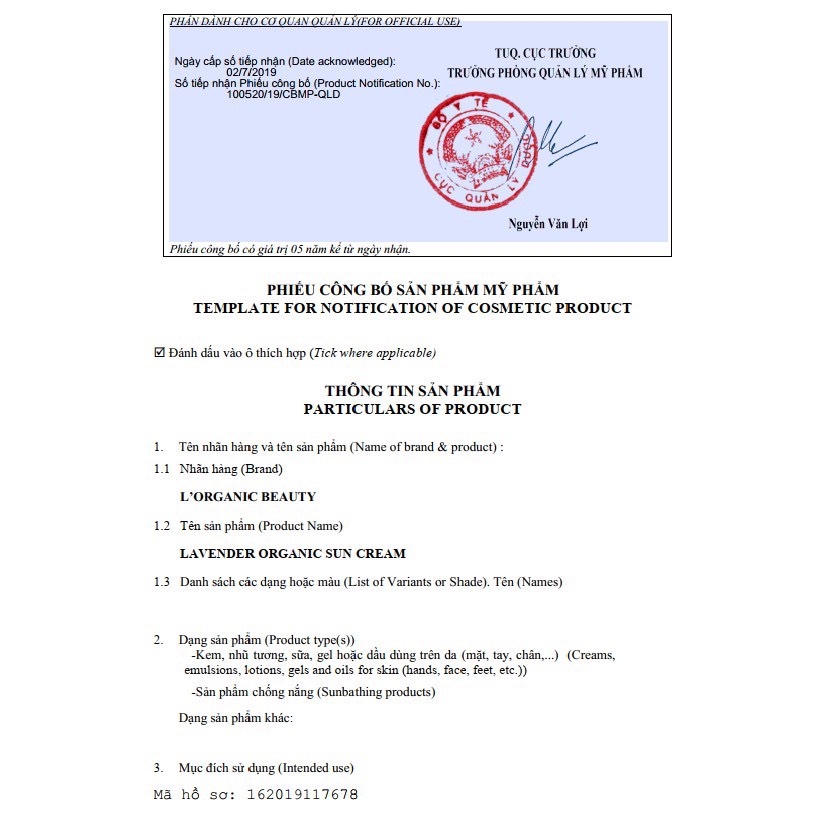 PHẦN DÀNH CHO CƠ QUAN QUẢN LÝ(FOR OFFICIAL USE)
Ngày cấp số tiếp nhận (Date acknowledged):
02/7/2019
Số tiếp nhận Phiếu công bố (Product Notification No.):
100520/19/CBMP-QLD
TUQ. CỤC TRƯỞNG
TRƯỞNG PHÒNG QUẢN LÝ MỸ PHẨM
BỘ Y TẾ
CỤC QUẢN LÝ DƯỢC
Nguyễn Văn Lợi
Phiếu công bố có giá trị 05 năm kể từ ngày nhận.
PHIẾU CÔNG BỐ SẢN PHẨM MỸ PHẨM
TEMPLATE FOR NOTIFICATION OF COSMETIC PRODUCT
☑ Đánh dấu vào ô thích hợp (Tick where applicable)
THÔNG TIN SẢN PHẨM
PARTICULARS OF PRODUCT
1. Tên nhãn hàng và tên sản phẩm (Name of brand & product) :
1.1 Nhãn hàng (Brand)
L'ORGANIC BEAUTY
1.2 Tên sản phẩm (Product Name)
LAVENDER ORGANIC SUN CREAM
1.3 Danh sách các dạng hoặc màu (List of Variants or Shade). Tên (Names)
2. Dạng sản phẩm (Product type(s))
-Kem, nhũ tương, sữa, gel hoặc dầu dùng trên da (mặt, tay, chân,...) (Creams,
emulsions, lotions, gels and oils for skin (hands, face, feet, etc.))
-Sản phẩm chống nắng (Sunbathing products)
Dạng sản phẩm khác:
3. Mục đích sử dụng (Intended use)
Mã hồ sơ: 162019117678